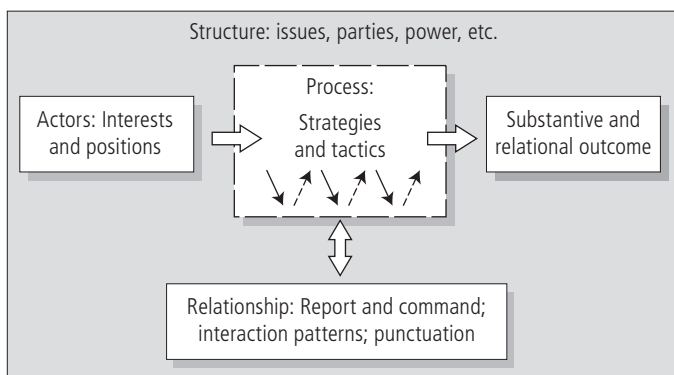 Structure: issues, parties, power, etc.
Process:
Strategies
and tactics
Actors: Interests
and positions
Substantive and
relational outcome
Relationship: Report and command;
interaction patterns; punctuation